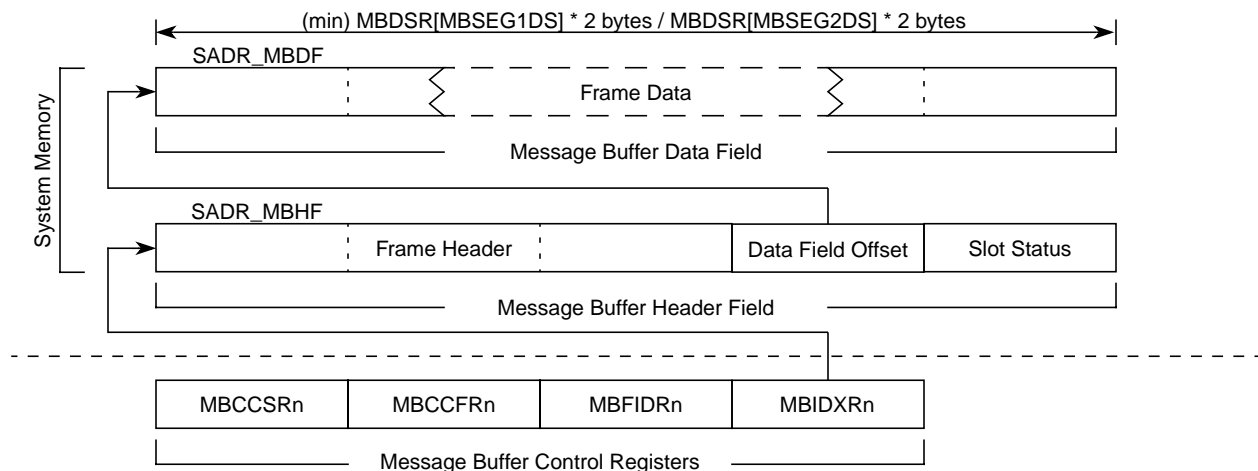 (min) MBDSR[MBSEG1DS] * 2 bytes / MBDSR[MBSEG2DS] * 2 bytes
SADR_MBDF
Frame Data
Message Buffer Data Field
System Memory
SADR_MBHF
Frame Header
Data Field Offset
Slot Status
Message Buffer Header Field
MBCCSRn
MBCCFRn
MBFIDRn
MBIDXRn
Message Buffer Control Registers